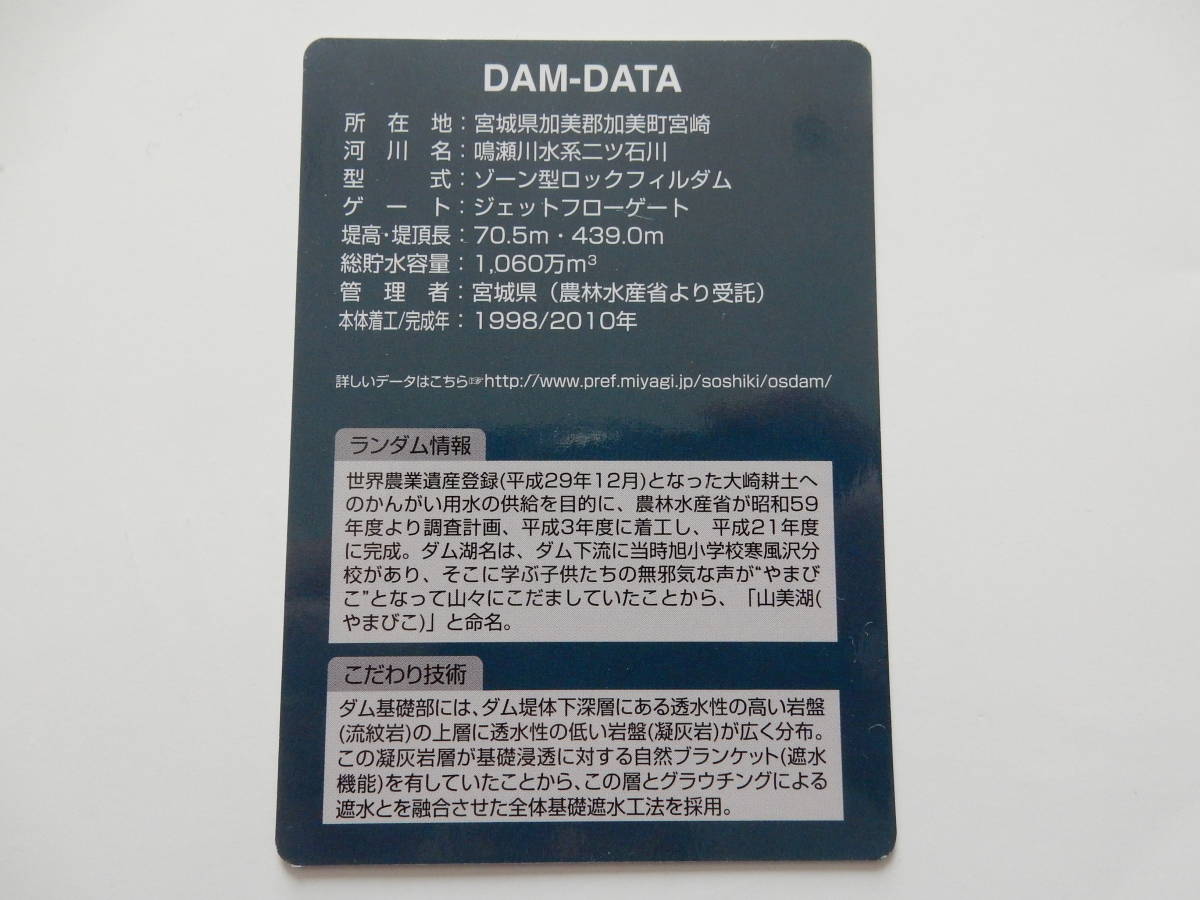 DAM-DATA
所在地：宮城県加美郡加美町宮崎
河川名：鳴瀬川水系二ツ石川
型式：ゾーン型ロックフィルダム
ゲート：ジェットフローゲート
堤高・堤頂長：70.5m・439.0m
総貯水容量：1,060万m³
管理者：宮城県（農林水産省より受託）
本体着工/完成年：1998/2010年
詳しいデータはこちら☞http://www.pref.miyagi.jp/soshiki/osdam/
ランダム情報
世界農業遺産登録(平成29年12月)となった大崎耕土へ
のかんがい用水の供給を目的に、農林水産省が昭和59
年度より調査計画、平成3年度に着工し、平成21年度
に完成。ダム湖名は、ダム下流に当時旭小学校寒風沢分
校があり、そこに学ぶ子供たちの無邪気な声が“やまび
こ”となって山々にこだましていたことから、「山美湖(
やまびこ)」と命名。
こだわり技術
ダム基礎部には、ダム堤体下深層にある透水性の高い岩盤
(流紋岩)の上層に透水性の低い岩盤(凝灰岩)が広く分布。
この凝灰岩層が基礎浸透に対する自然ブランケット(遮水
機能)を有していたことから、この層とグラウチングによる
遮水とを融合させた全体基礎遮水工法を採用。